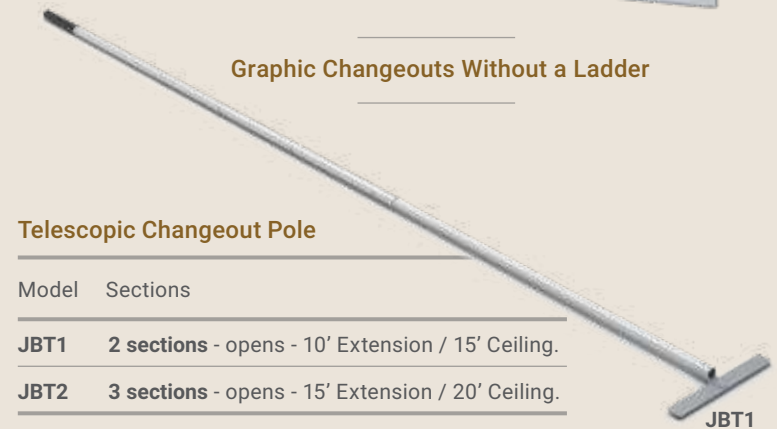 Graphic Changeouts Without a Ladder
Telescopic Changeout Pole
Model Sections
JBT1 2 sections - opens - 10’ Extension / 15’ Ceiling.
JBT2 3 sections - opens - 15’ Extension / 20’ Ceiling.
JBT1